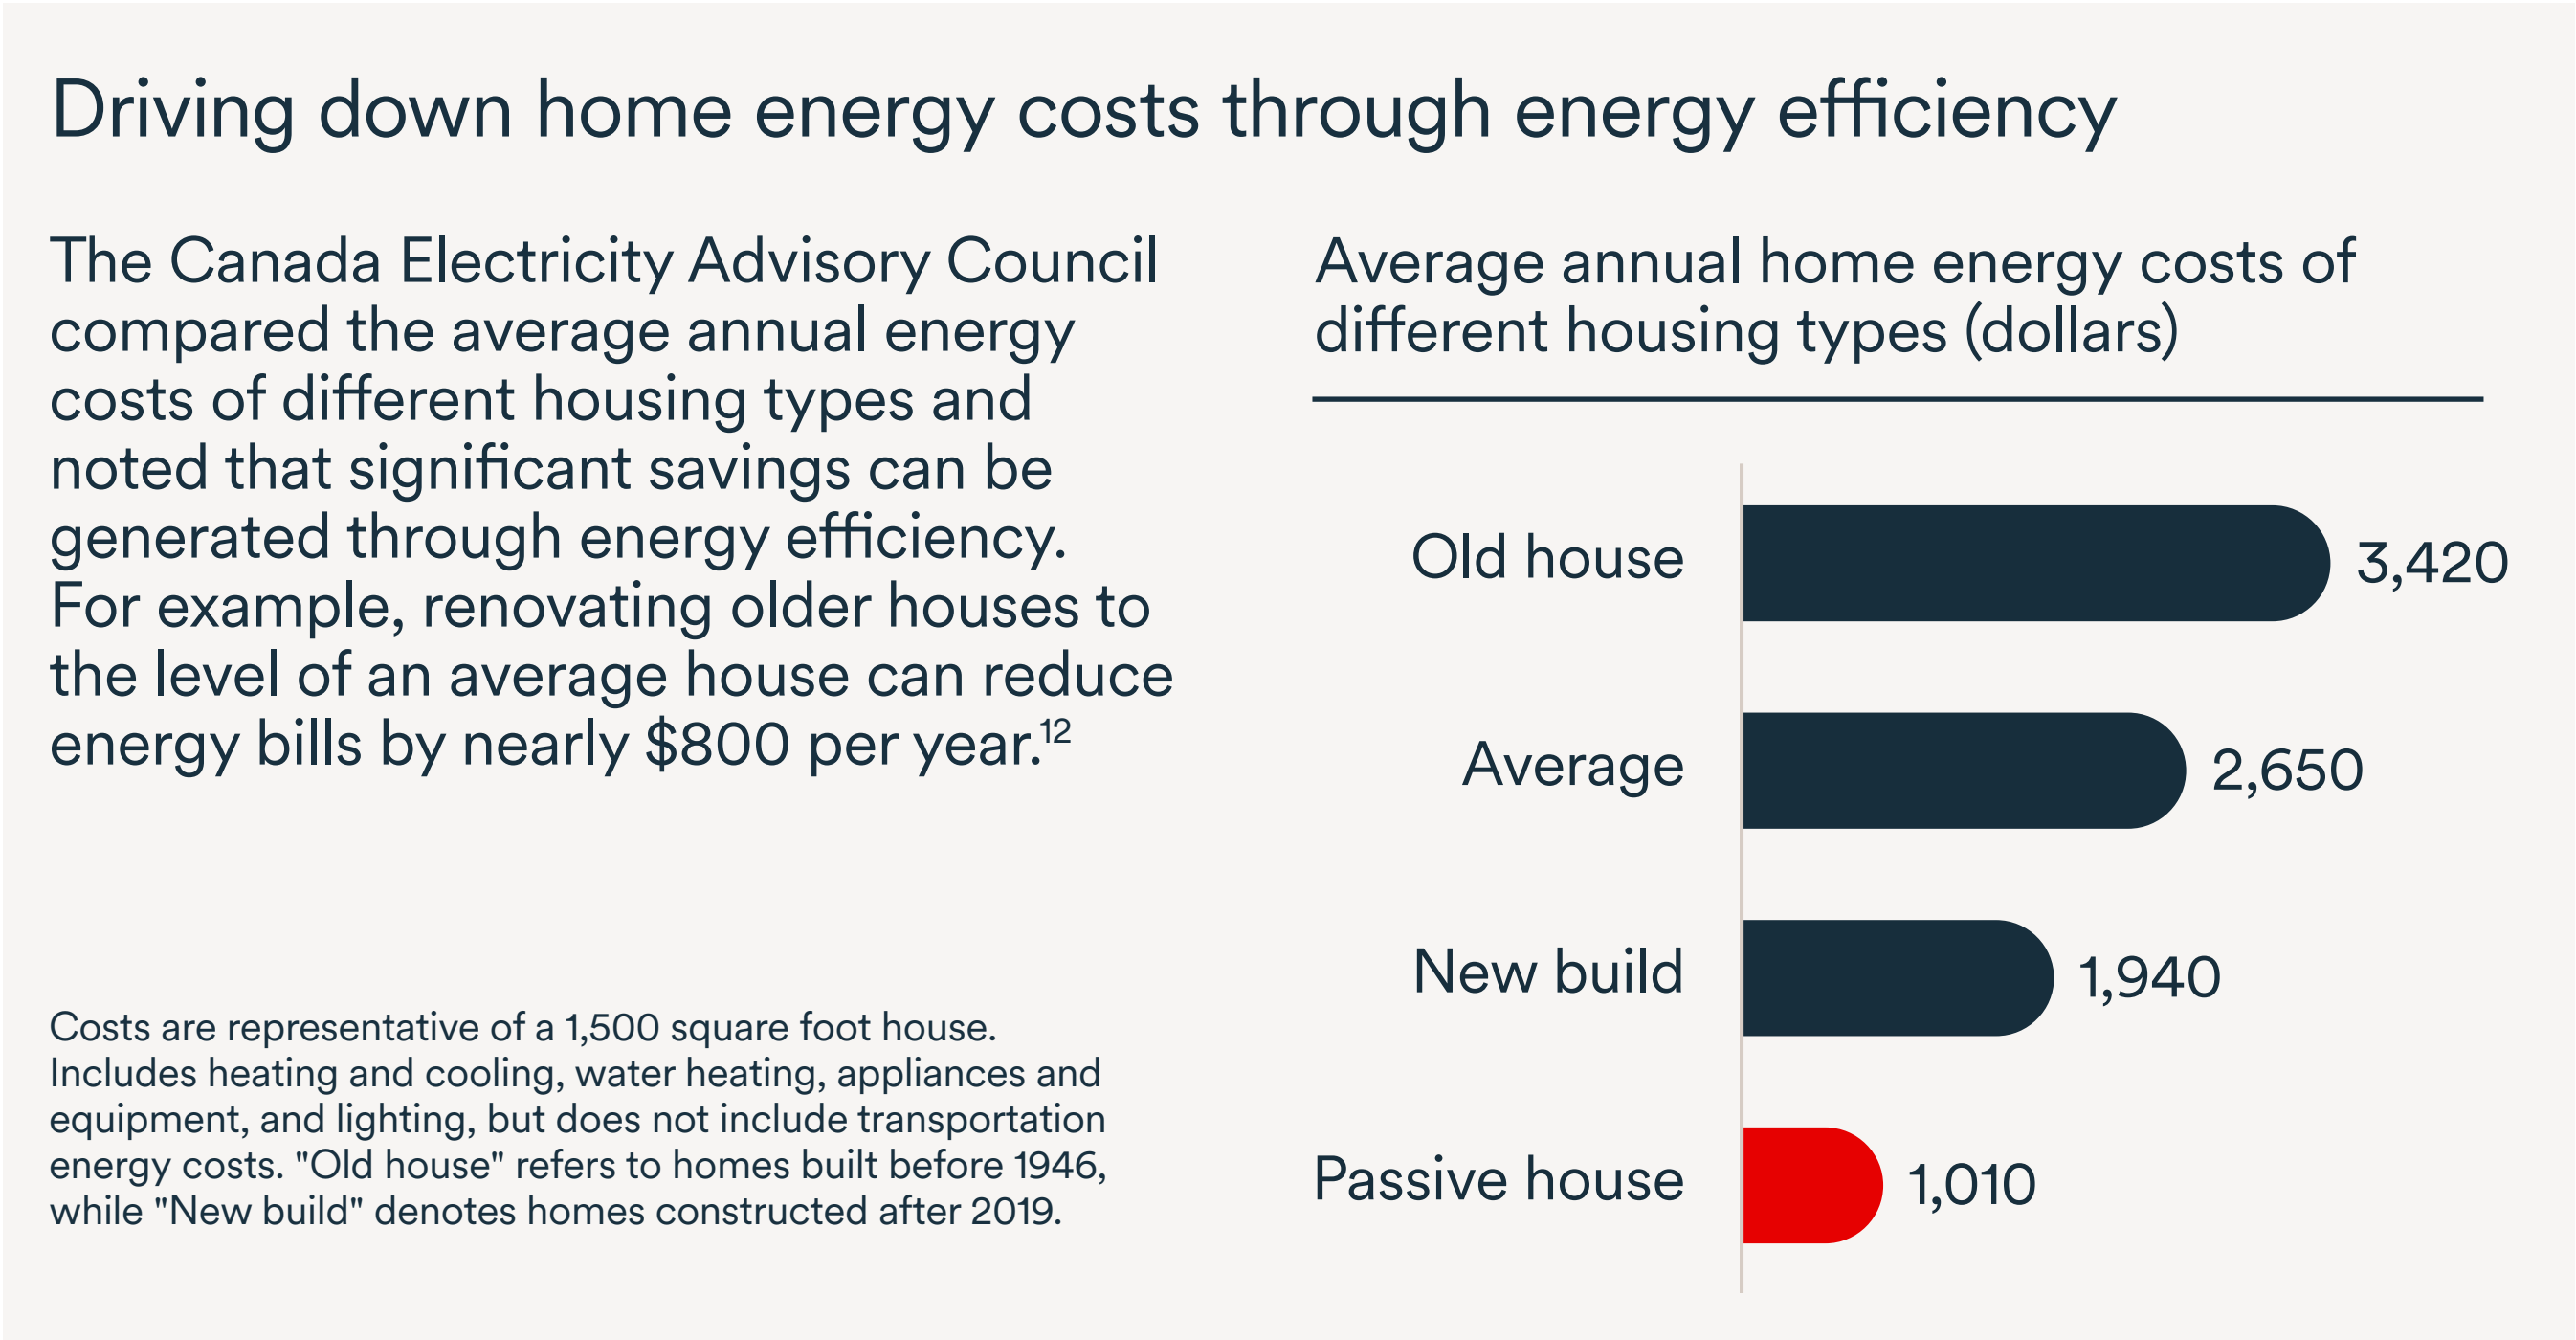 Driving down home energy costs through energy efficiency
The Canada Electricity Advisory Council
compared the average annual energy
costs of different housing types and
noted that significant savings can be
generated through energy efficiency.
For example, renovating older houses to
the level of an average house can reduce
energy bills by nearly $800 per year.12
Costs are representative of a 1,500 square foot house.
Includes heating and cooling, water heating, appliances and
equipment, and lighting, but does not include transportation
energy costs. "Old house" refers to homes built before 1946,
while "New build" denotes homes constructed after 2019.
Average annual home energy costs of
different housing types (dollars)
Old house 3,420
Average 2,650
New build 1,940
Passive house 1,010